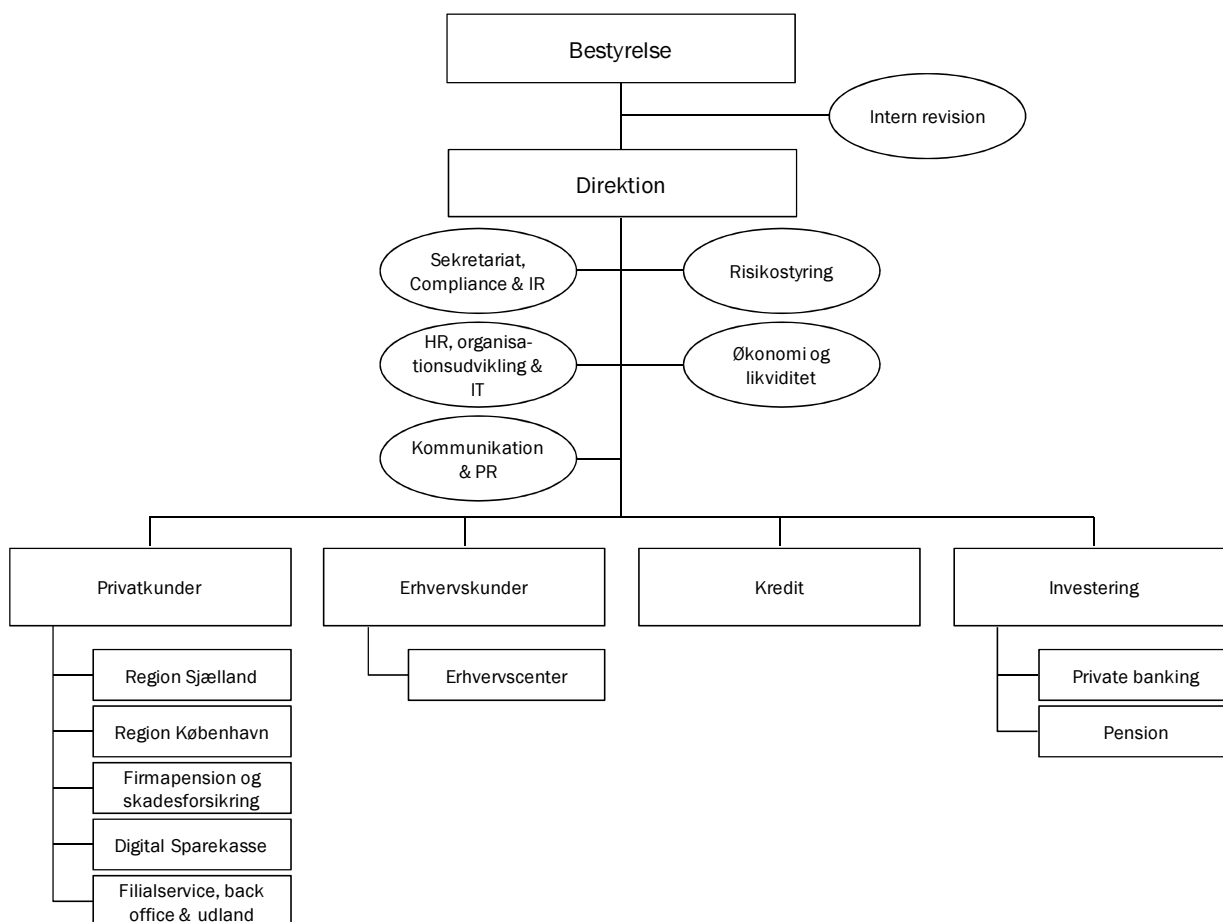 Bestyrelse
Intern revision
Direktion
Sekretariat,
Compliance & IR
Risikostyring
HR, organisa-
tionsudvikling &
IT
Økonomi og
likviditet
Kommunikation
& PR
Privatkunder
Erhvervskunder
Kredit
Investering
Region Sjælland
Region København
Firmapension og
skadesforsikring
Digital Sparekasse
Filialservice, back
office & udland
Erhvervscenter
Private banking
Pension